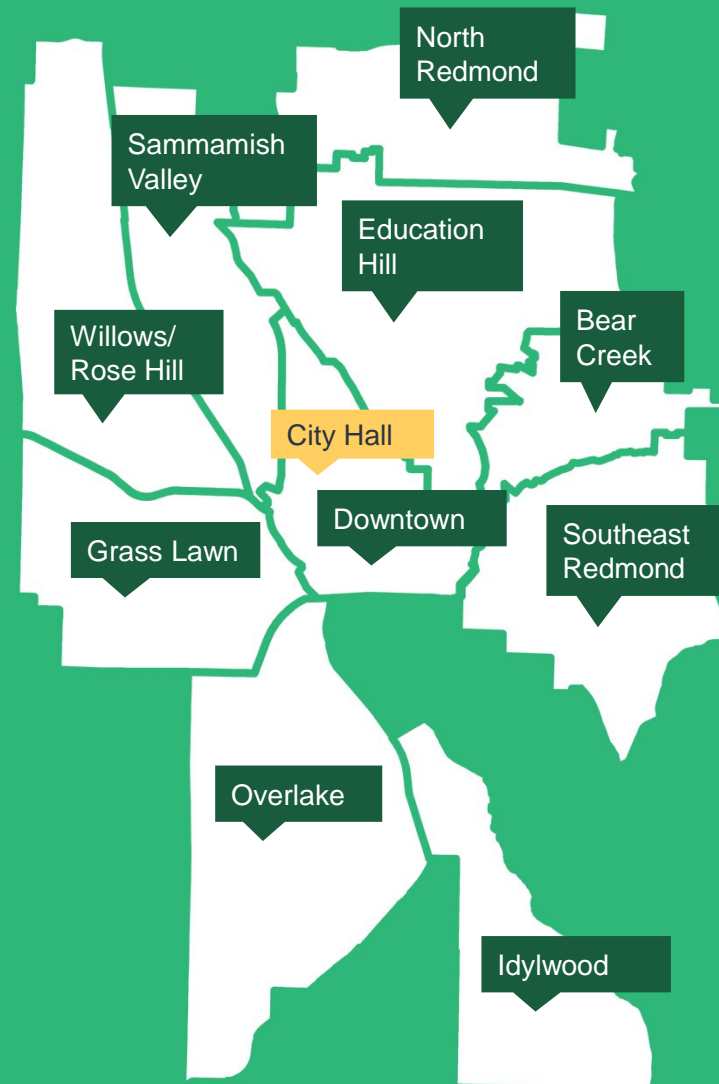 North
Redmond
Sammamish
Valley
Education
Hill
Bear
Creek
Willows/
Rose Hill
City Hall
Downtown
Grass Lawn
Southeast
Redmond
Overlake
Idylwood